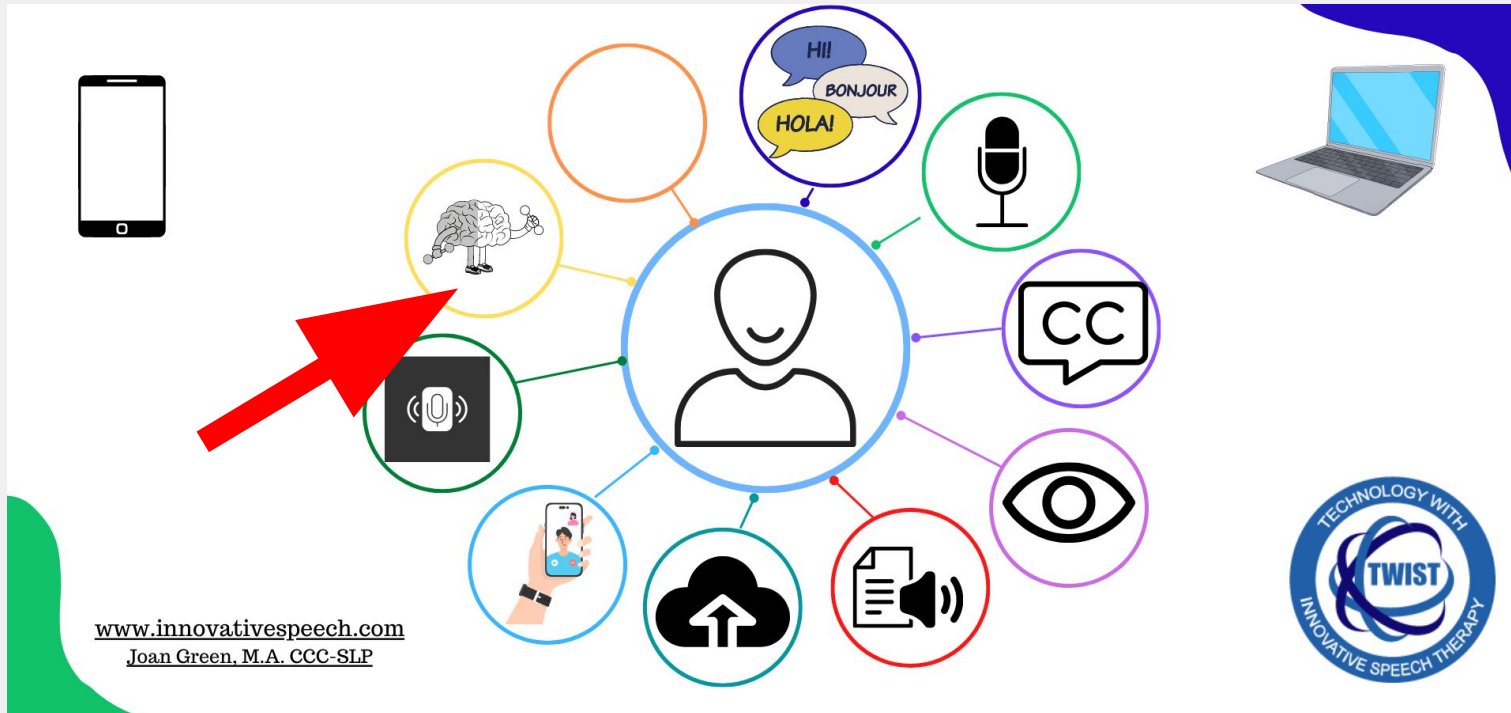 HI!
BONJOUR
HOLA!
CC
www.innovativespeech.com
Joan Green, M.A. CCC-SLP
TECHNOLOGY WITH
TWIST
INNOVATIVE SPEECH THERAPY